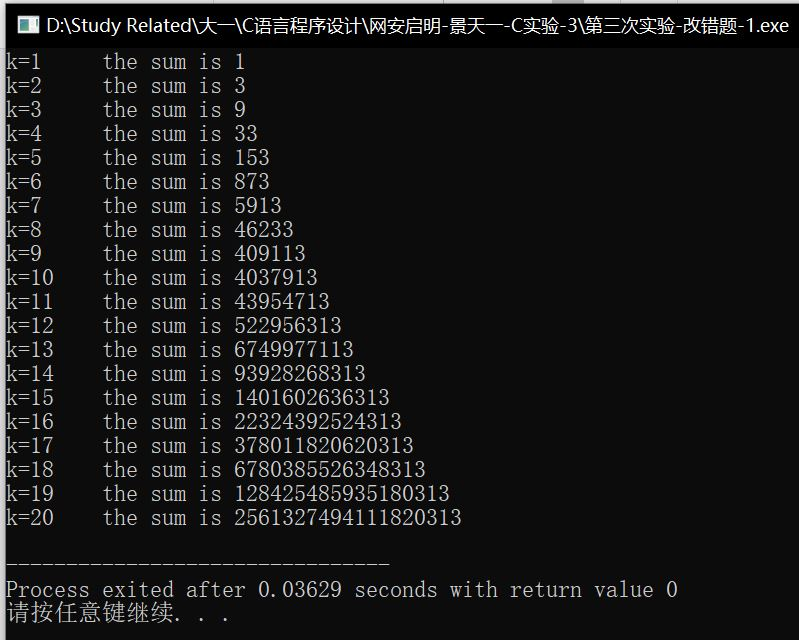 D:\Study Related\大一\C语言程序设计\网安启明-景天一-C实验-3\第三次实验-改错题-1.exe
k=1     the sum is 1
k=2     the sum is 3
k=3     the sum is 9
k=4     the sum is 33
k=5     the sum is 153
k=6     the sum is 873
k=7     the sum is 5913
k=8     the sum is 46233
k=9     the sum is 409113
k=10    the sum is 4037913
k=11    the sum is 43954713
k=12    the sum is 522956313
k=13    the sum is 6749977113
k=14    the sum is 93928268313
k=15    the sum is 1401602636313
k=16    the sum is 22324392524313
k=17    the sum is 378011820620313
k=18    the sum is 6780385526348313
k=19    the sum is 128425485935180313
k=20    the sum is 2561327494111820313
--------------------------------
Process exited after 0.03629 seconds with return value 0
请按任意键继续. . .